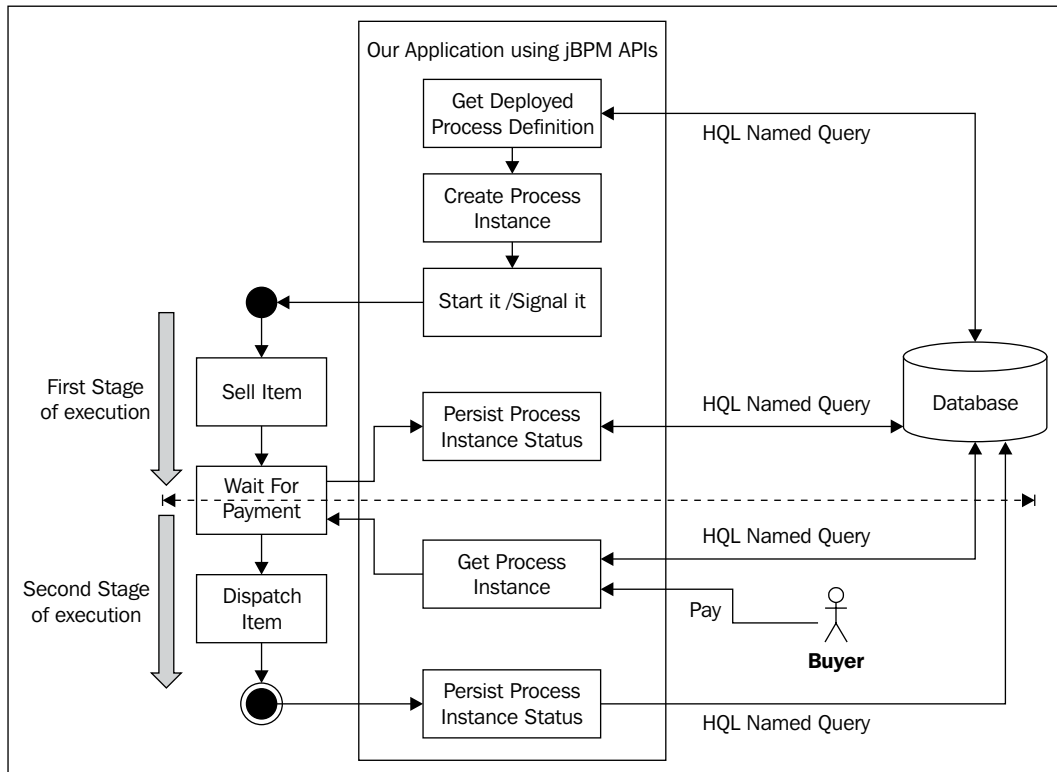 Our Application using jBPM APIs
Get Deployed
Process Definition
HQL Named Query
Create Process
Instance
Start it /Signal it
First Stage
of execution
Sell Item
Persist Process
Instance Status
HQL Named Query
Database
Wait For
Payment
HQL Named Query
Get Process
Instance
Second Stage
of execution
Dispatch
Item
Pay
Buyer
Persist Process
Instance Status
HQL Named Query